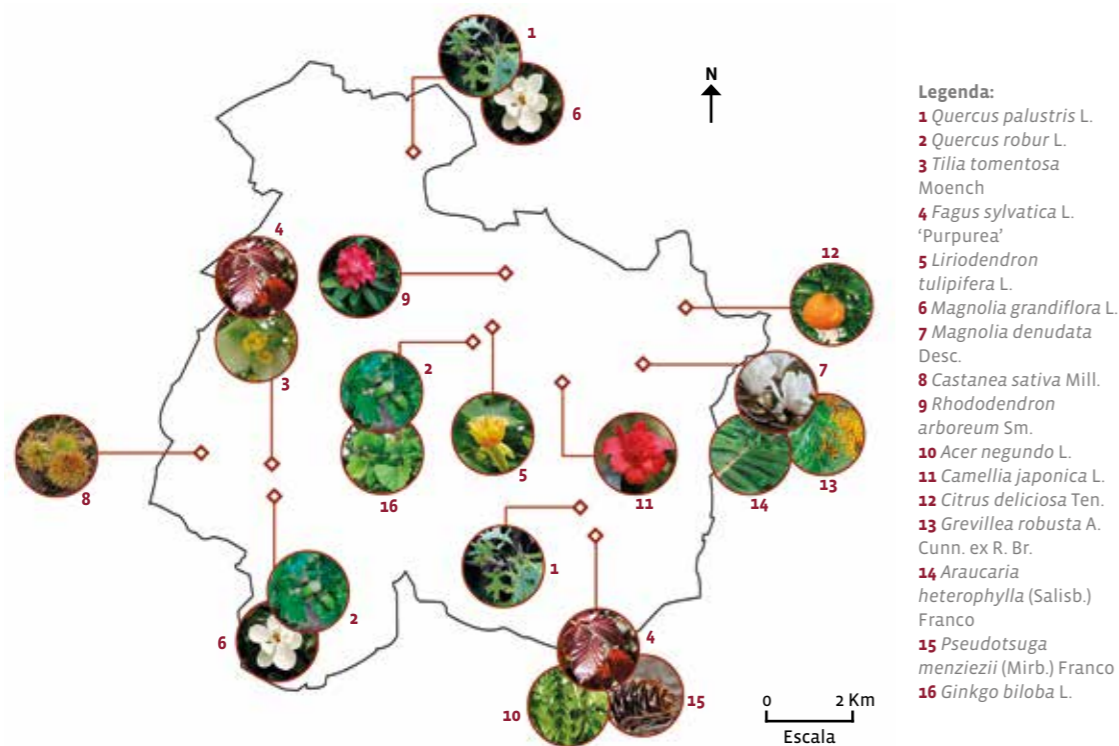 1
6
N
4
9
3
12
2
7
8
16
5
11
14
13
1
6
2
4
10
15
0 2 Km
Escala
Legenda:
1 Quercus palustris L.
2 Quercus robur L.
3 Tilia tomentosa
Moench
4 Fagus sylvatica L.
‘Purpurea’
5 Liriodendron
tulipifera L.
6 Magnolia grandiflora L.
7 Magnolia denudata
Desc.
8 Castanea sativa Mill.
9 Rhododendron
arboreum Sm.
10 Acer negundo L.
11 Camellia japonica L.
12 Citrus deliciosa Ten.
13 Grevillea robusta A.
Cunn. ex R. Br.
14 Araucaria
heterophylla (Salisb.)
Franco
15 Pseudotsuga
menziezii (Mirb.) Franco
16 Ginkgo biloba L.